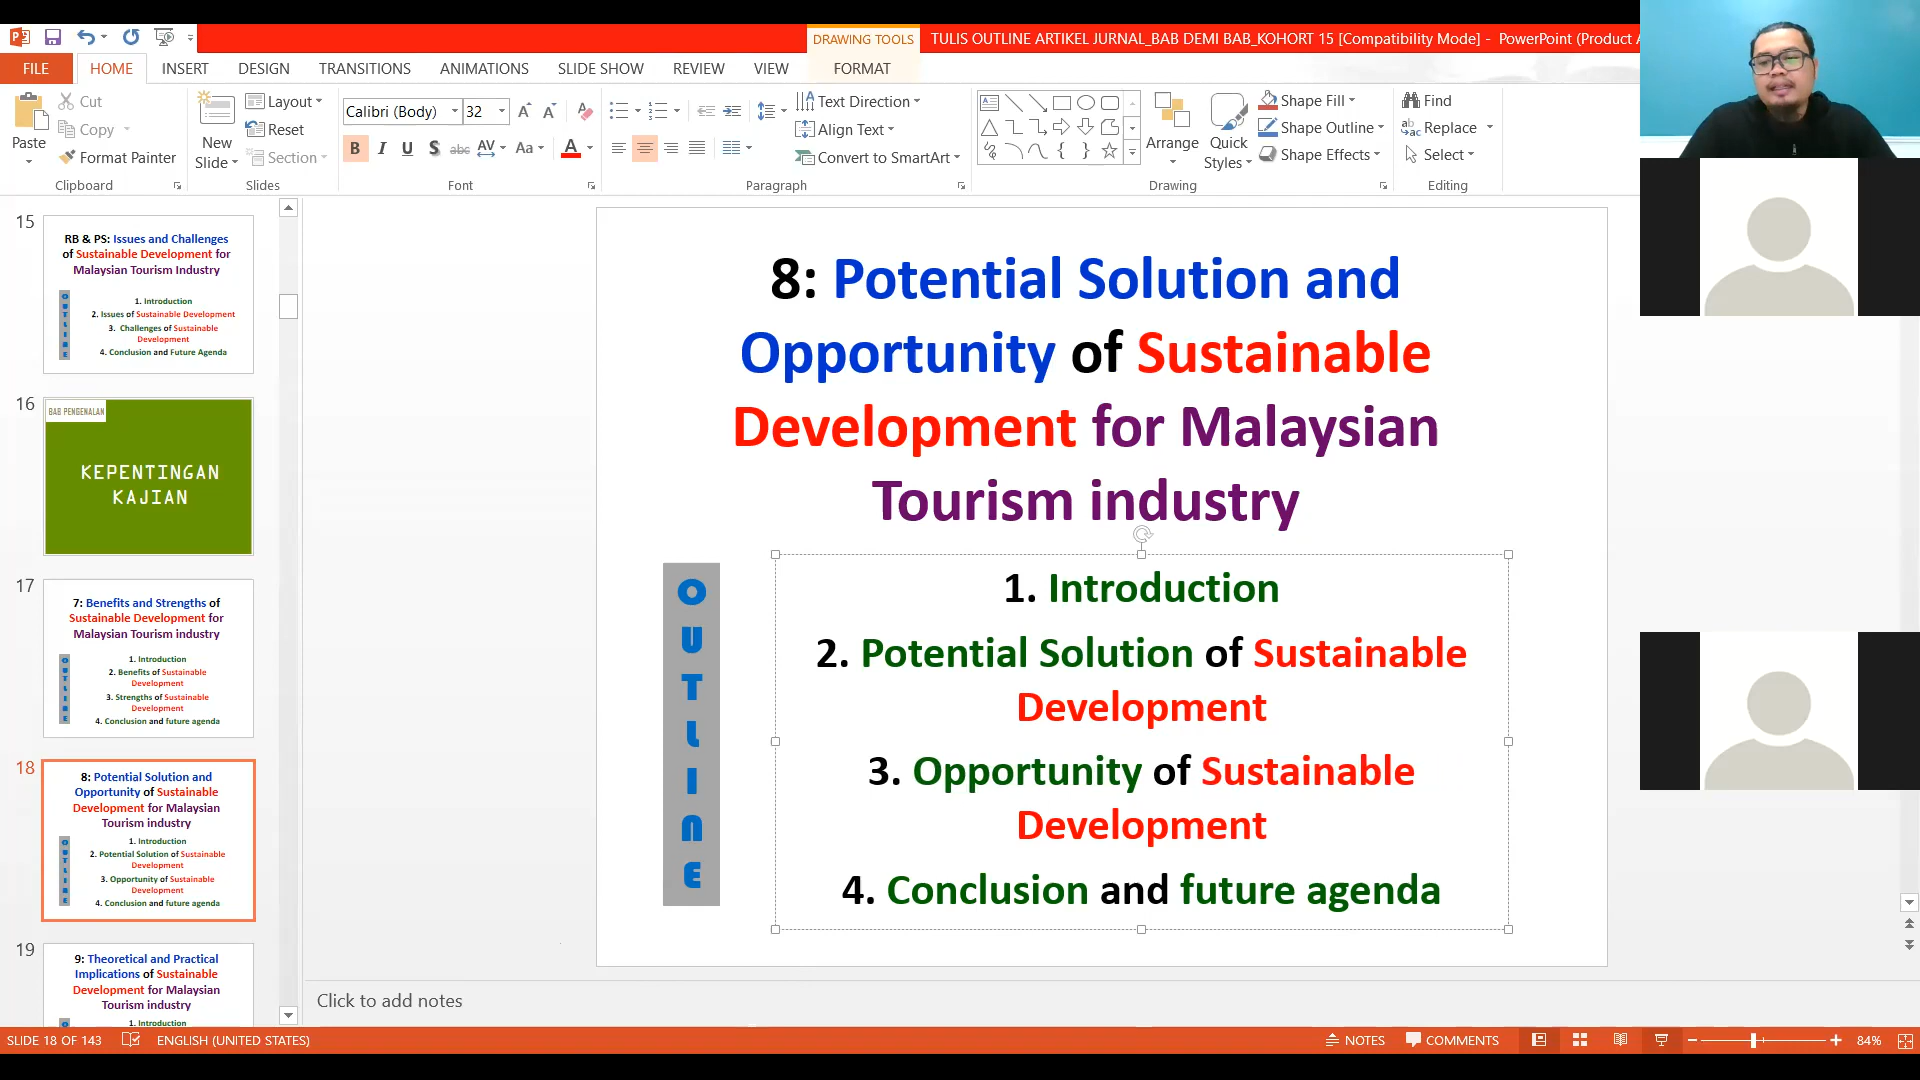 DRAWING TOOLS
TULIS OUTLINE ARTIKEL JURNAL_BAB DEMI BAB_KOHORT 15 [Compatibility Mode] - PowerPoint (Product A
FILE HOME INSERT DESIGN TRANSITIONS ANIMATIONS SLIDE SHOW REVIEW VIEW FORMAT
Paste
Cut
Copy
Format Painter
Clipboard
New Slide
Layout
Reset
Section
Slides
Calibri (Body) 32
B I U S abc AV Aa A
Font
Text Direction
Align Text
Convert to SmartArt
Paragraph
Arrange
Quick Styles
Shape Fill
Shape Outline
Shape Effects
Drawing
Find
Replace
Select
Editing
15
RB & PS: Issues and Challenges
of Sustainable Development for
Malaysian Tourism Industry
OUTLINE
1. Introduction
2. Issues of Sustainable Development
3. Challenges of Sustainable
Development
4. Conclusion and Future Agenda
16
BAB PENGENALAN
KEPENTINGAN
KAJIAN
17
7: Benefits and Strengths of
Sustainable Development for
Malaysian Tourism industry
OUTLINE
1. Introduction
2. Benefits of Sustainable
Development
3. Strengths of Sustainable
Development
4. Conclusion and future agenda
18
8: Potential Solution and
Opportunity of Sustainable
Development for Malaysian
Tourism industry
OUTLINE
1. Introduction
2. Potential Solution of Sustainable
Development
3. Opportunity of Sustainable
Development
4. Conclusion and future agenda
19
9: Theoretical and Practical
Implications of Sustainable
Development for Malaysian
Tourism industry
1. Introduction
8: Potential Solution and
Opportunity of Sustainable
Development for Malaysian
Tourism industry
OUTLINE
1. Introduction
2. Potential Solution of Sustainable
Development
3. Opportunity of Sustainable
Development
4. Conclusion and future agenda
Click to add notes
SLIDE 18 OF 143 ENGLISH (UNITED STATES) NOTES COMMENTS 84%